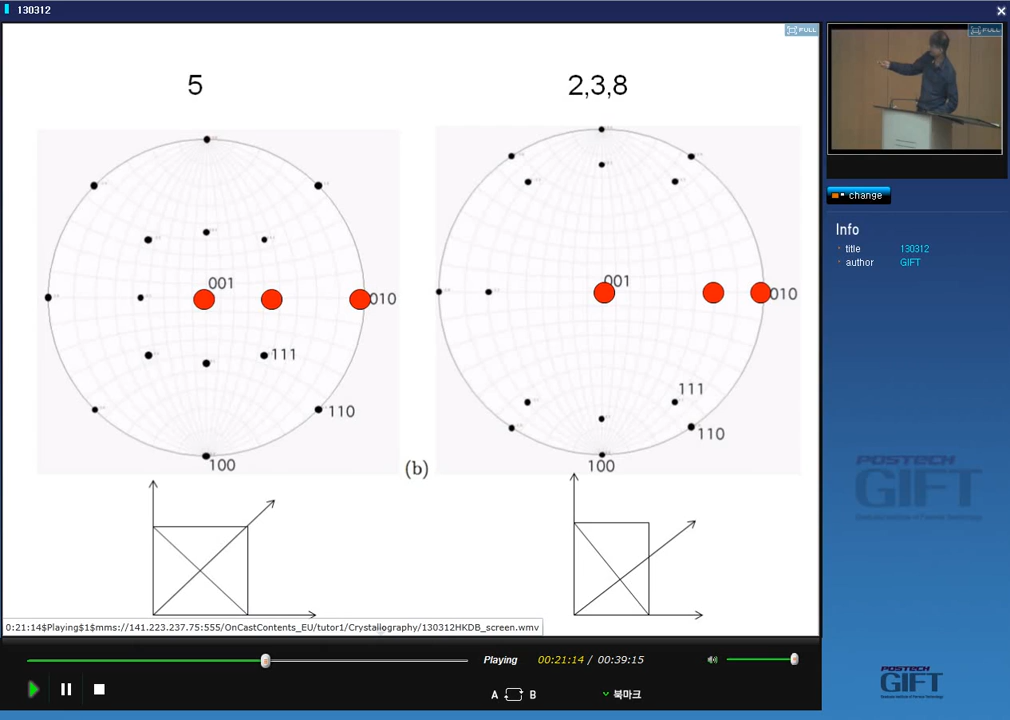 130312
FULL
FULL
5
2,3,8
001
010
111
110
100
001
010
111
110
100
(b)
change
Info
title 130312
author GIFT
POSTECH
GIFT
0:21:14$Playing$1$mms://141.223.237.75:555/OnCastContents_EU/tutor1/Crystallography/130312HKDB_screen.wmv
Playing 00:21:14 / 00:39:15
A B 북마크
POSTECH
GIFT